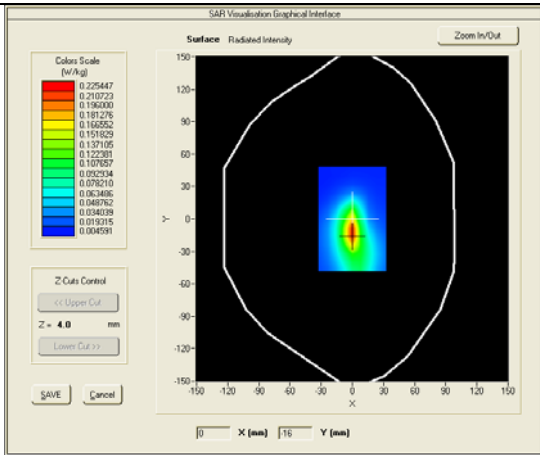 SAR Visualisation Graphical Interface
Surface Radiated Intensity
Zoom In/Out
Colors Scale
(W/kg)
0.225447
0.210723
0.196000
0.181276
0.166552
0.151829
0.137105
0.122381
0.107657
0.092934
0.078210
0.063486
0.048762
0.034039
0.019315
0.004591
Z-Cuts Control
<< Upper Cut
Z = 4.0 mm
Lower Cut >>
SAVE Cancel
150-
120-
90-
60-
30-
Y 0-
-30-
-60-
-90-
-120-
-150-
-150 -120 -90 -60 -30 0 30 60 90 120 150
X
0 X (mm) -16 Y (mm)